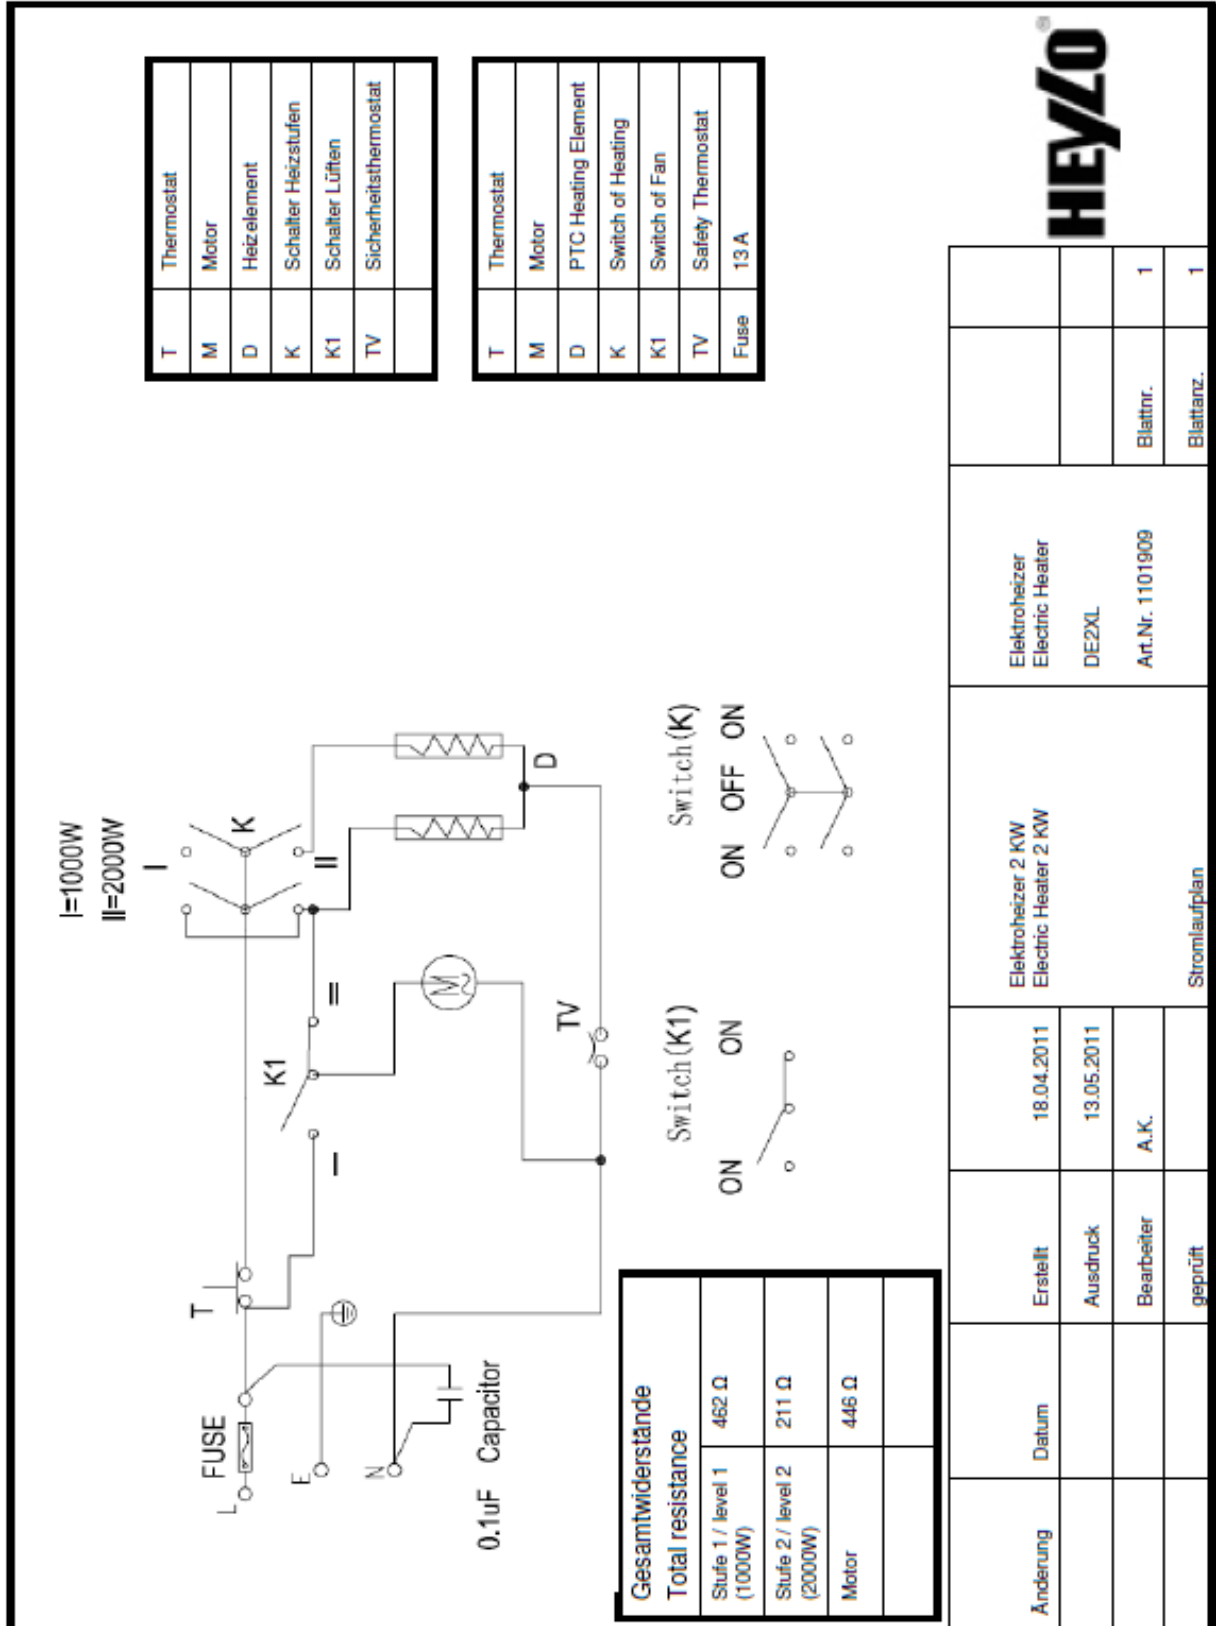 I=1000W
II=2000W
I
K
II
K1
I
II
T
FUSE
L
E
N
0.1uF Capacitor
M
D
TV
Switch(K1)
ON ON
Switch(K)
ON OFF ON
T Thermostat
M Motor
D Heizelement
K Schalter Heizstufen
K1 Schalter Lüften
TV Sicherheitsthermostat
T Thermostat
M Motor
D PTC Heating Element
K Switch of Heating
K1 Switch of Fan
TV Safety Thermostat
Fuse 13 A
Gesamtwiderstände
Total resistance
Stufe 1 / level 1 462 Ω
(1000W)
Stufe 2 / level 2 211 Ω
(2000W)
Motor 446 Ω
Änderung Datum Erstellt 18.04.2011
Ausdruck 13.05.2011
Bearbeiter A.K.
geprüft
Elektroheizer 2 KW
Electric Heater 2 KW
Stromlaufplan
Elektroheizer
Electric Heater
DE2XL
Art.Nr. 1101909
Blattnr. 1
Blattanz. 1
HEYLO®